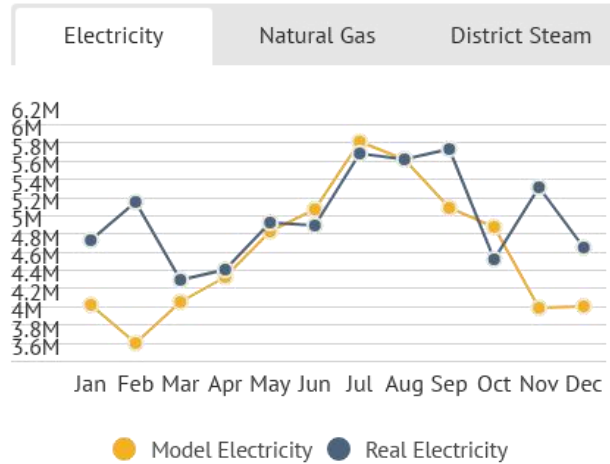 Electricity Natural Gas District Steam
6.2M
6M
5.8M
5.6M
5.4M
5.2M
5M
4.8M
4.6M
4.4M
4.2M
4M
3.8M
3.6M
Jan Feb Mar Apr May Jun Jul Aug Sep Oct Nov Dec
Model Electricity Real Electricity